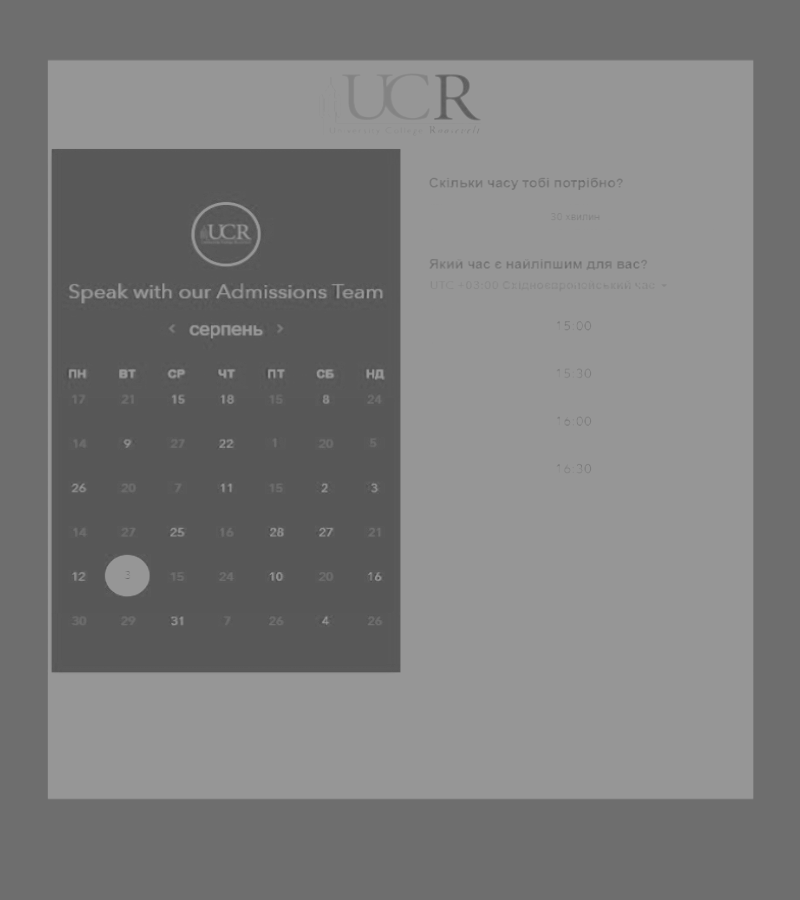 UCR
University College Roosevelt
UCR
Speak with our Admissions Team
< серпень >
ПН ВТ СР ЧТ ПТ СБ НД
17 21 15 18 15 8 24
14 9 27 22 1 20 5
26 20 7 11 15 2 3
14 27 25 16 28 27 21
12 3 15 24 10 20 16
30 29 31 7 26 4 26
Скільки часу тобі потрібно?
30 хвилин
Який час є найліпшим для вас?
UTC +03:00 Східноєвропейський час
15:00
15:30
16:00
16:30